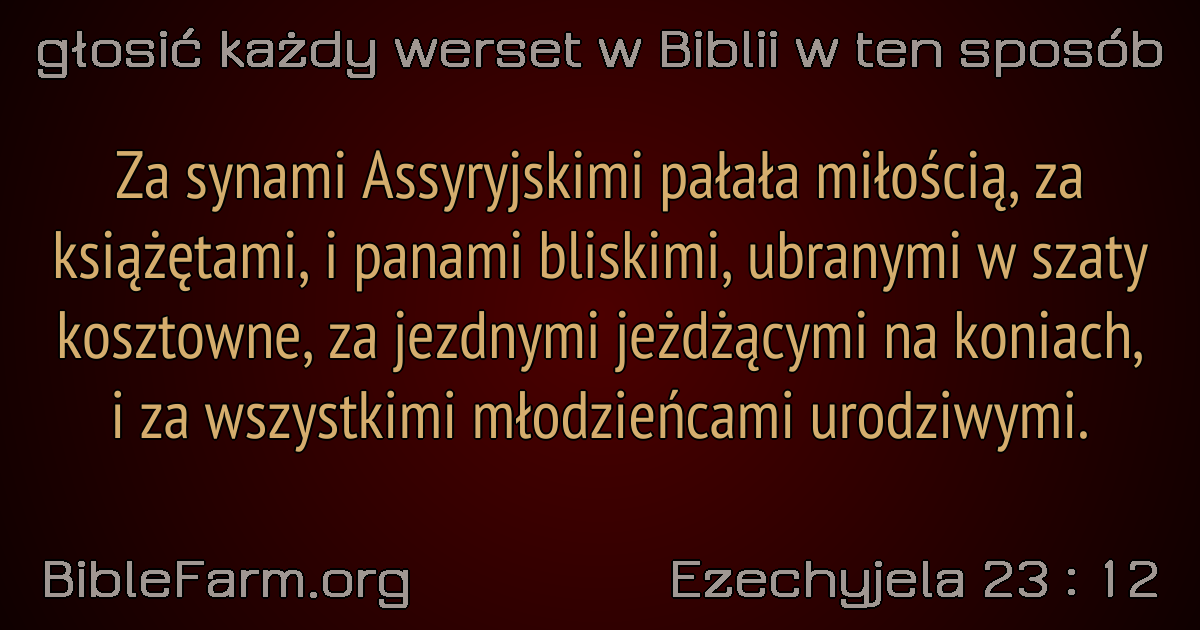 głosić każdy werset w Biblii w ten sposób
Za synami Assyryjskimi pałała miłością, za
książętami, i panami bliskimi, ubranymi w szaty
kosztowne, za jezdnymi jeżdżącymi na koniach,
i za wszystkimi młodzieńcami urodziwymi.
BibleFarm.org
Ezechyjela 23 : 12